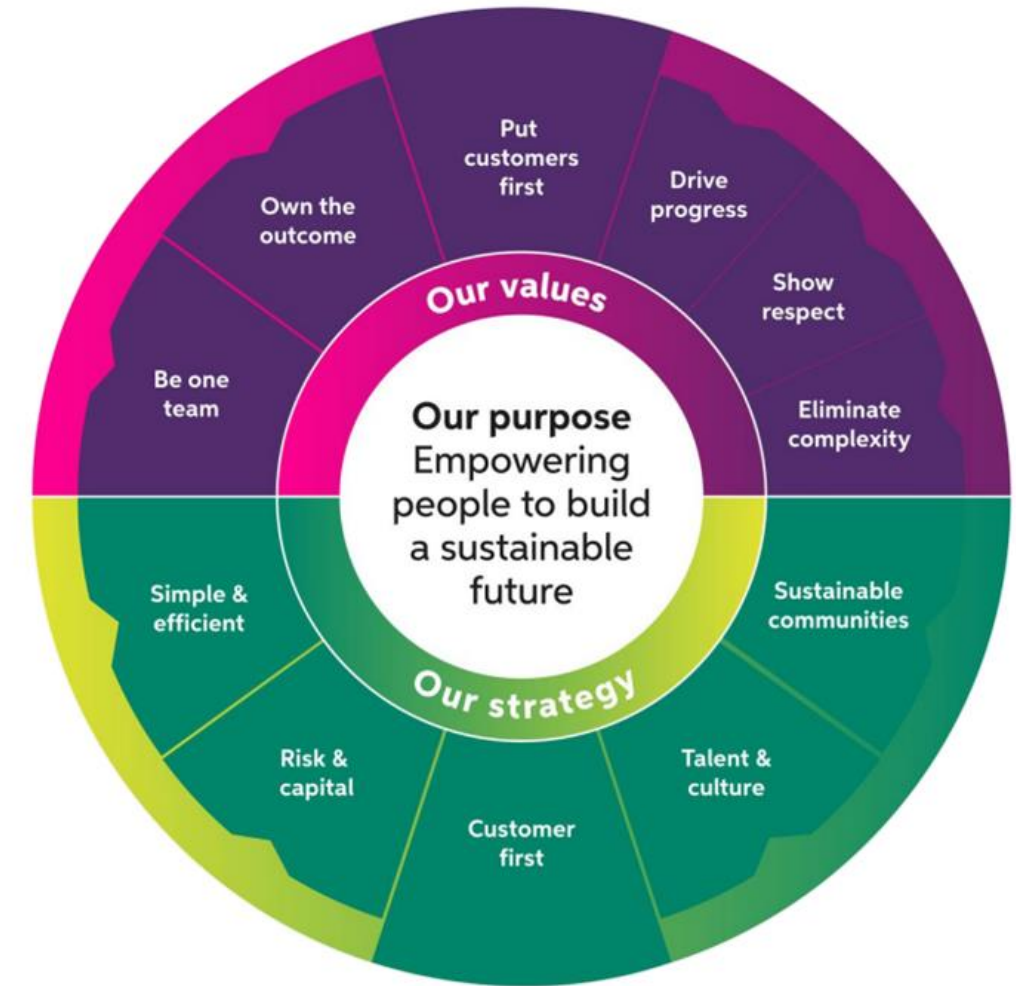 Put
customers
first
Drive
progress
Own the
outcome
Show
respect
Our values
Be one
team
Eliminate
complexity
Our purpose
Empowering
people to build
a sustainable
future
Simple &
efficient
Sustainable
communities
Our strategy
Risk &
capital
Talent &
culture
Customer
first